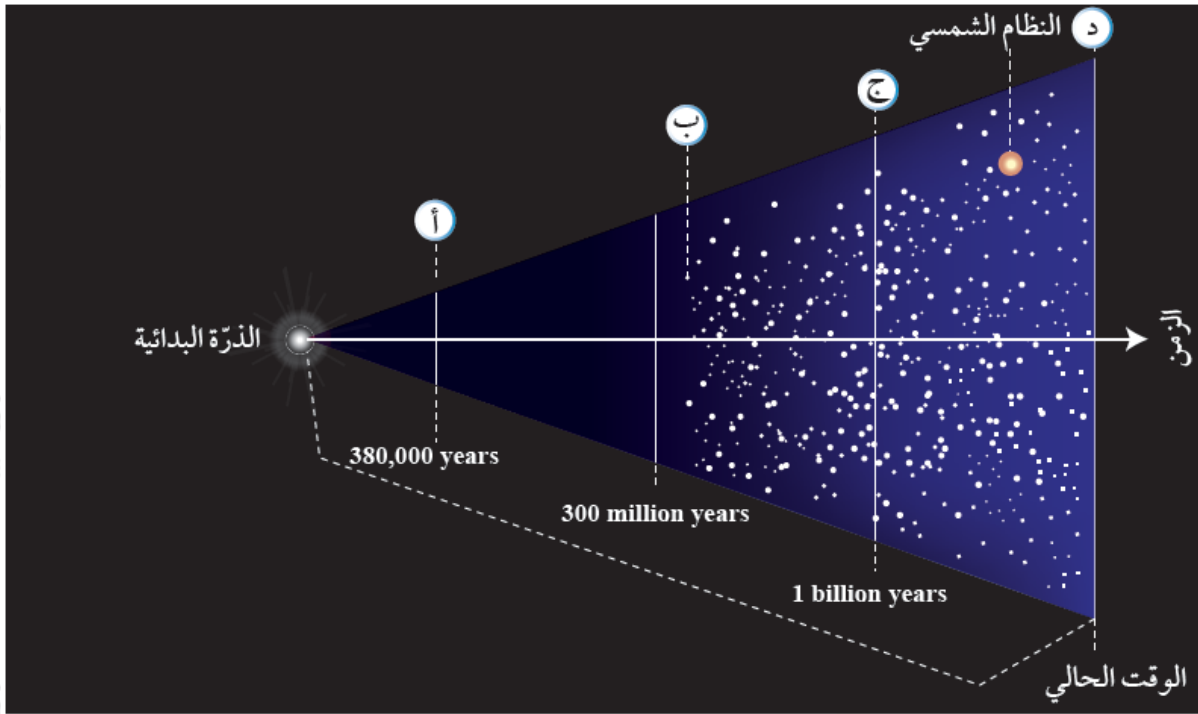 د
النظام الشمسي
ج
ب
أ
الذرّة البدائية
الزمن
380,000 years
300 million years
1 billion years
الوقت الحالي